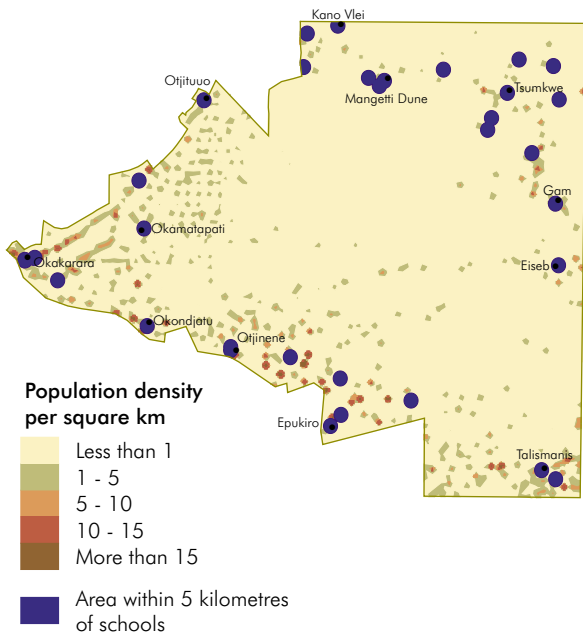 Kano Vlei
Otjituuo
Tsumkwe
Mangetti Dune
Gam
Okamatapati
Okakarara
Eiseb
Okondjatu
Otjinene
Epukiro
Talismanis
Population density
per square km
Less than 1
1 - 5
5 - 10
10 - 15
More than 15
Area within 5 kilometres
of schools